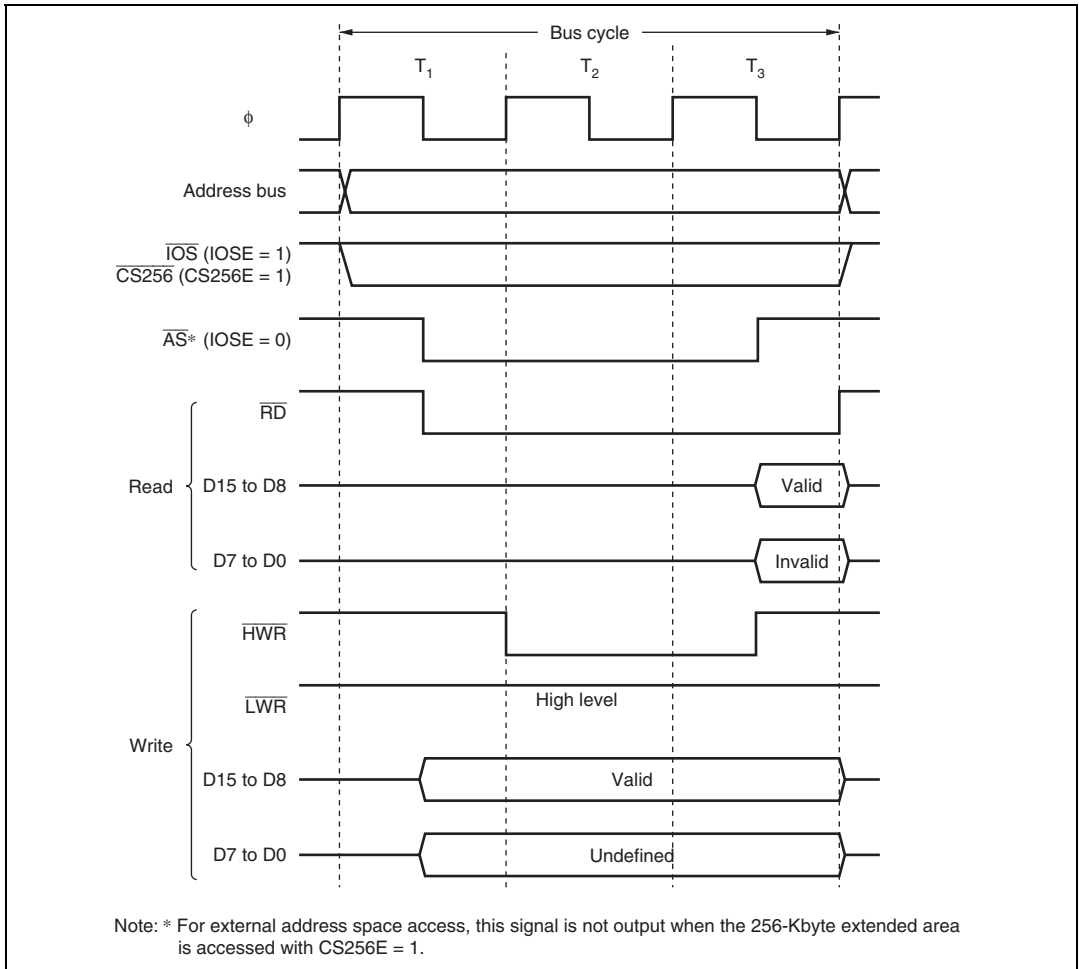 Bus cycle
T1 T2 T3
ϕ
Address bus
IOS (IOSE = 1)
CS256 (CS256E = 1)
AS* (IOSE = 0)
RD
Read
D15 to D8
Valid
D7 to D0
Invalid
HWR
LWR
High level
Write
D15 to D8
Valid
D7 to D0
Undefined
Note: * For external address space access, this signal is not output when the 256-Kbyte extended area
is accessed with CS256E = 1.